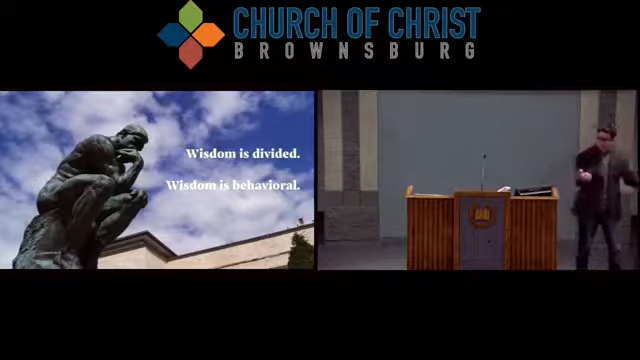 CHURCH OF CHRIST
BROWNSBURG
Wisdom is divided.
Wisdom is behavioral.